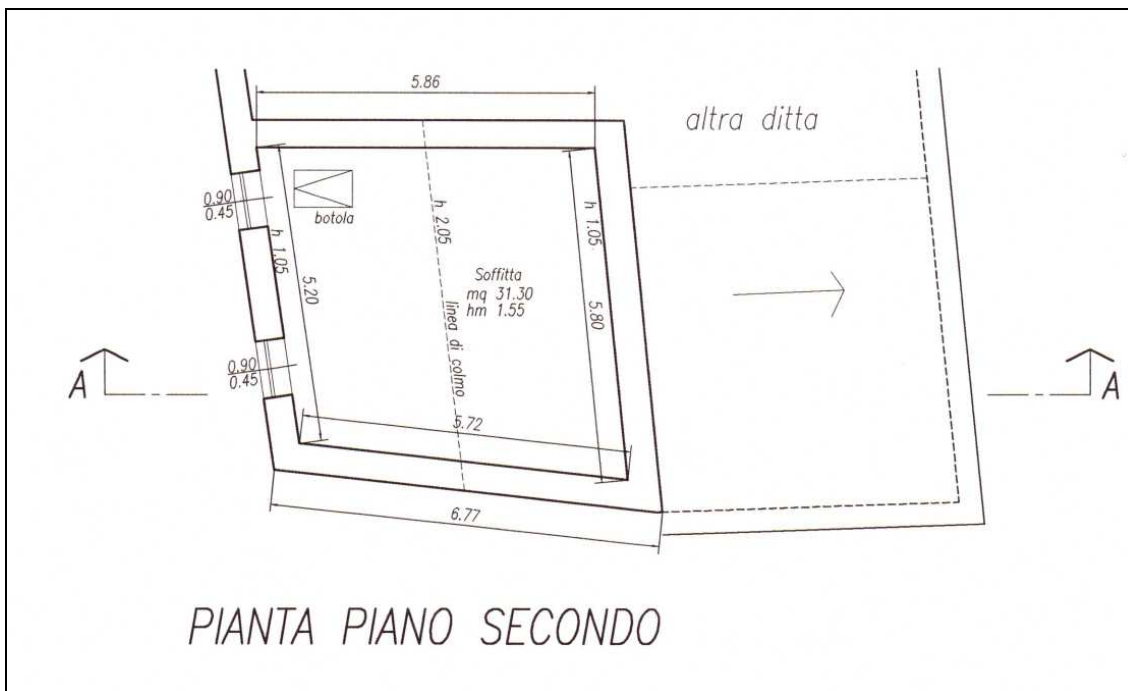 5.86
altra ditta
0.90
0.45
botola
h 2.05
h 1.05
h 1.05
5.20
Soffitta
mq 31.30
hm 1.55
5.80
linea di colmo
0.90
0.45
A
A
5.72
6.77
PIANTA PIANO SECONDO